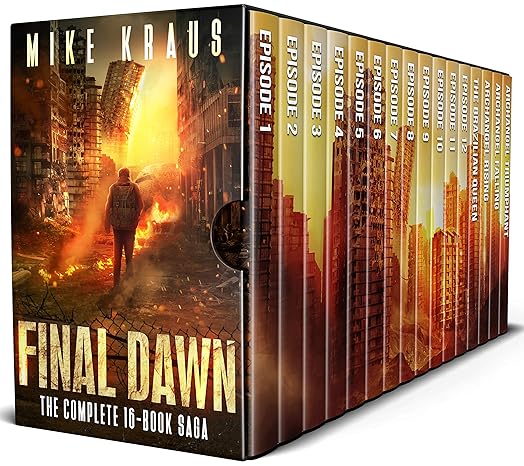 MIKE KRAUS
FINAL DAWN
THE COMPLETE 16-BOOK SAGA
EPISODE 1
EPISODE 2
EPISODE 3
EPISODE 4
EPISODE 5
EPISODE 6
EPISODE 7
EPISODE 8
EPISODE 9
EPISODE 10
EPISODE 11
EPISODE 12
THE BRAZILIAN QUEEN
ARCHANGEL RISING
ARCHANGEL FALLING
ARCHANGEL TRIUMPHANT